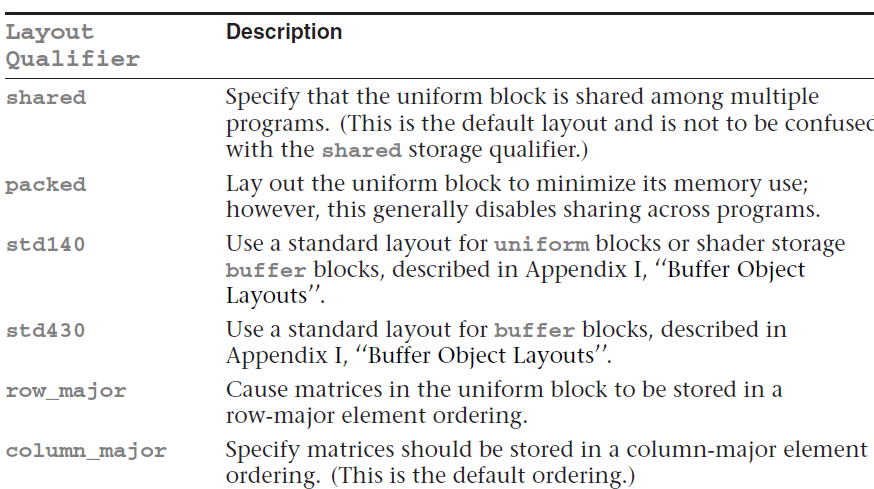 Layout Description
Qualifier
shared Specify that the uniform block is shared among multiple
programs. (This is the default layout and is not to be confused
with the shared storage qualifier.)
packed Lay out the uniform block to minimize its memory use;
however, this generally disables sharing across programs.
std140 Use a standard layout for uniform blocks or shader storage
buffer blocks, described in Appendix I, ‘‘Buffer Object
Layouts’’.
std430 Use a standard layout for buffer blocks, described in
Appendix I, ‘‘Buffer Object Layouts’’.
row_major Cause matrices in the uniform block to be stored in a
row-major element ordering.
column_major Specify matrices should be stored in a column-major element
ordering. (This is the default ordering.)